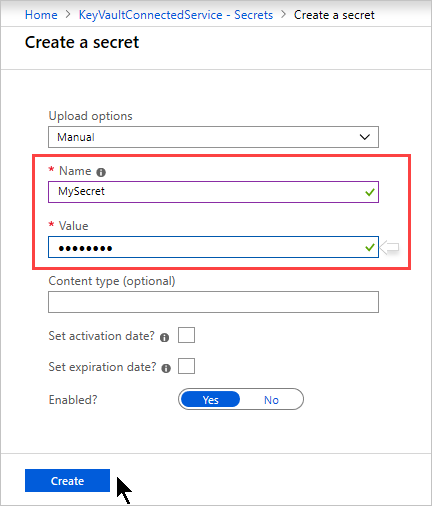 Home > KeyVaultConnectedService - Secrets > Create a secret
Create a secret
Upload options
Manual
* Name
MySecret
* Value
••••••••
Content type (optional)
Set activation date?
Set expiration date?
Enabled? Yes No
Create